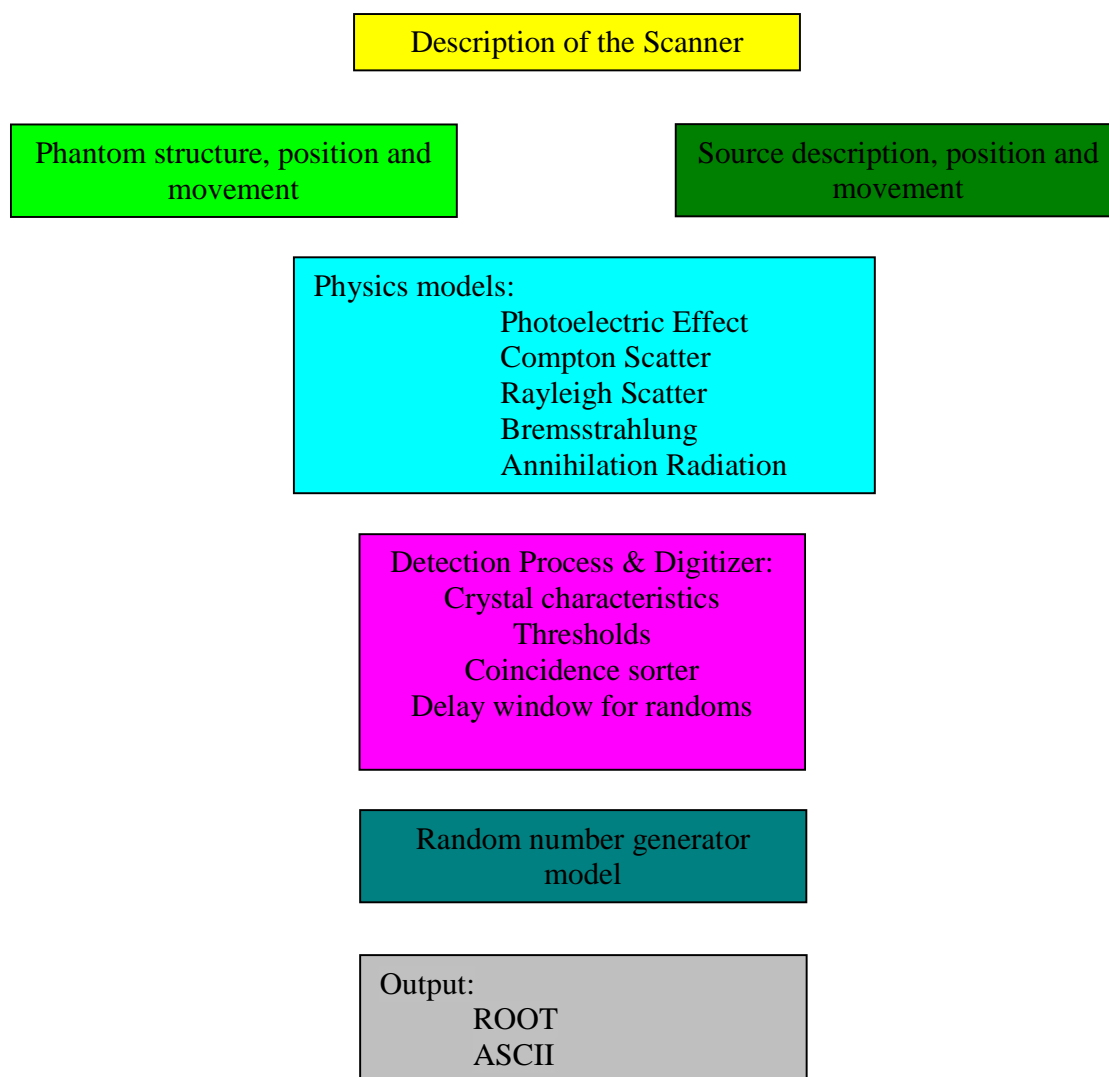 Description of the Scanner
Phantom structure, position and
movement
Source description, position and
movement
Physics models:
Photoelectric Effect
Compton Scatter
Rayleigh Scatter
Bremsstrahlung
Annihilation Radiation
Detection Process & Digitizer:
Crystal characteristics
Thresholds
Coincidence sorter
Delay window for randoms
Random number generator
model
Output:
ROOT
ASCII